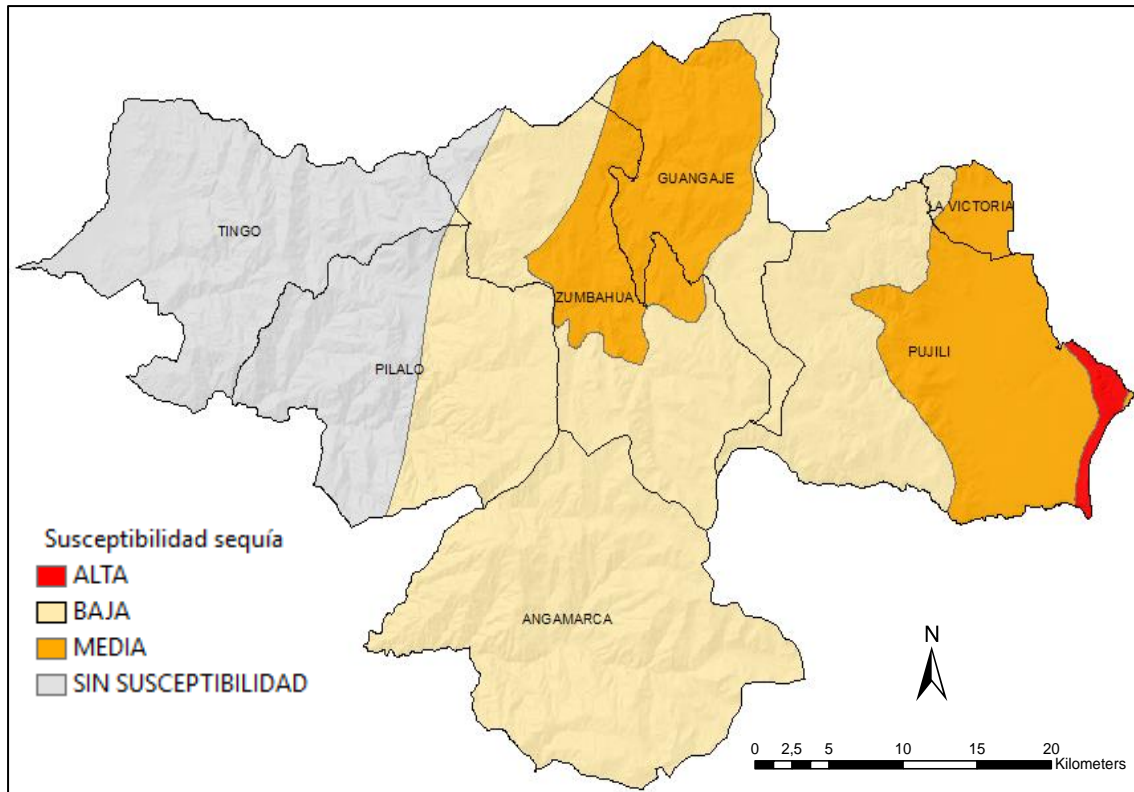 GUANGAJE
A VICTORIA
TINGO
ZUMBAHUA
PUJILI
PILALO
Susceptibilidad sequía
ALTA
BAJA
MEDIA
SIN SUSCEPTIBILIDAD
ANGAMARCA
N
0 2,5 5 10 15 20
Kilometers